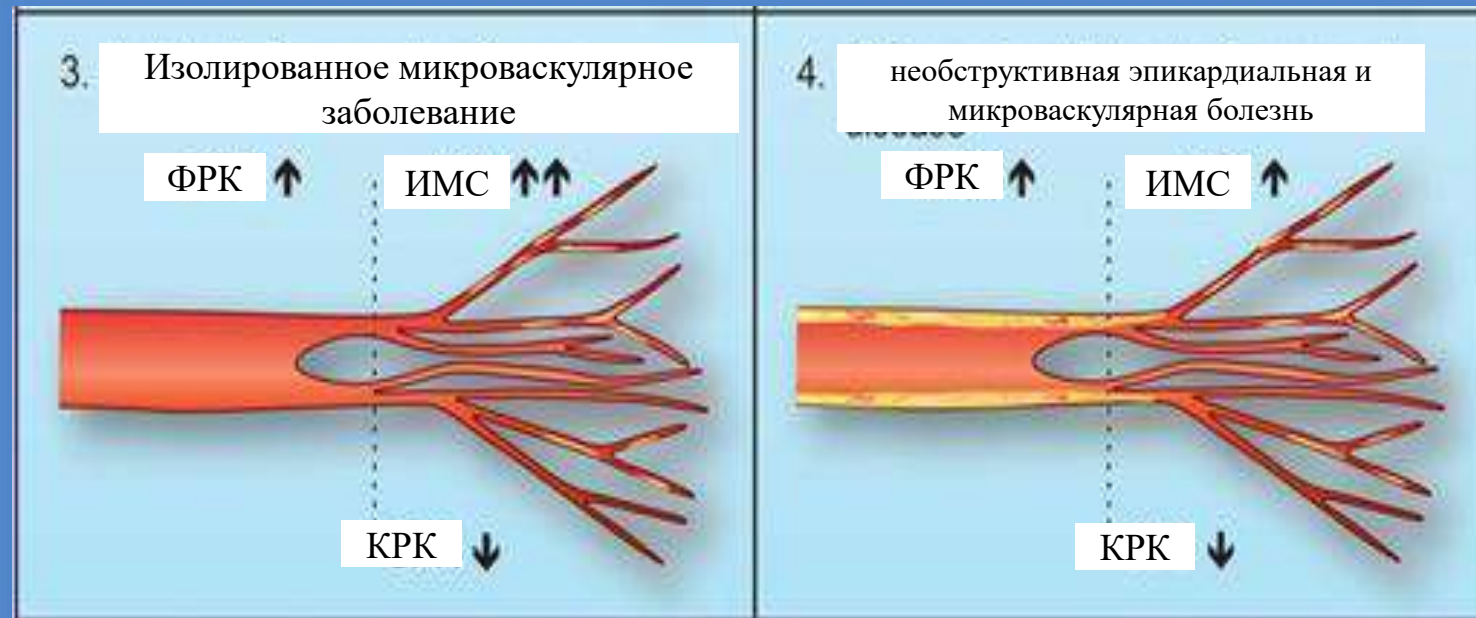 3. Изолированное микроваскулярное
заболевание
ФРК ↑ ИМС ↑↑
КРК ↓
4. необструктивная эпикардиальная и
микроваскулярная болезнь
ФРК ↑ ИМС ↑
КРК ↓